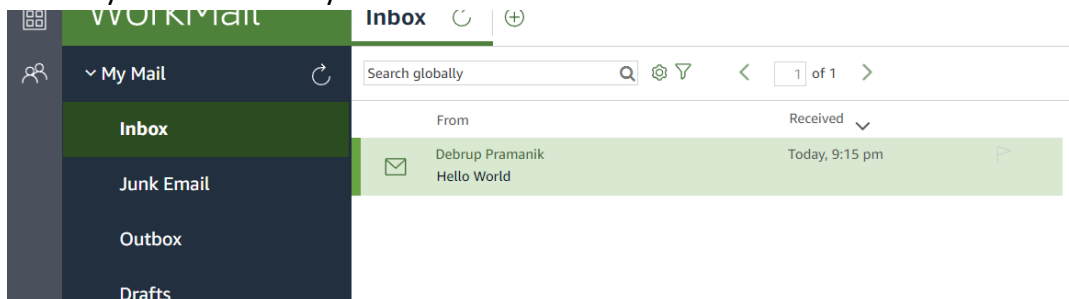 WorkMail
Inbox
My Mail
Search globally
1 of 1
Inbox
From
Received
Debrup Pramanik
Today, 9:15 pm
Hello World
Junk Email
Outbox
Drafts